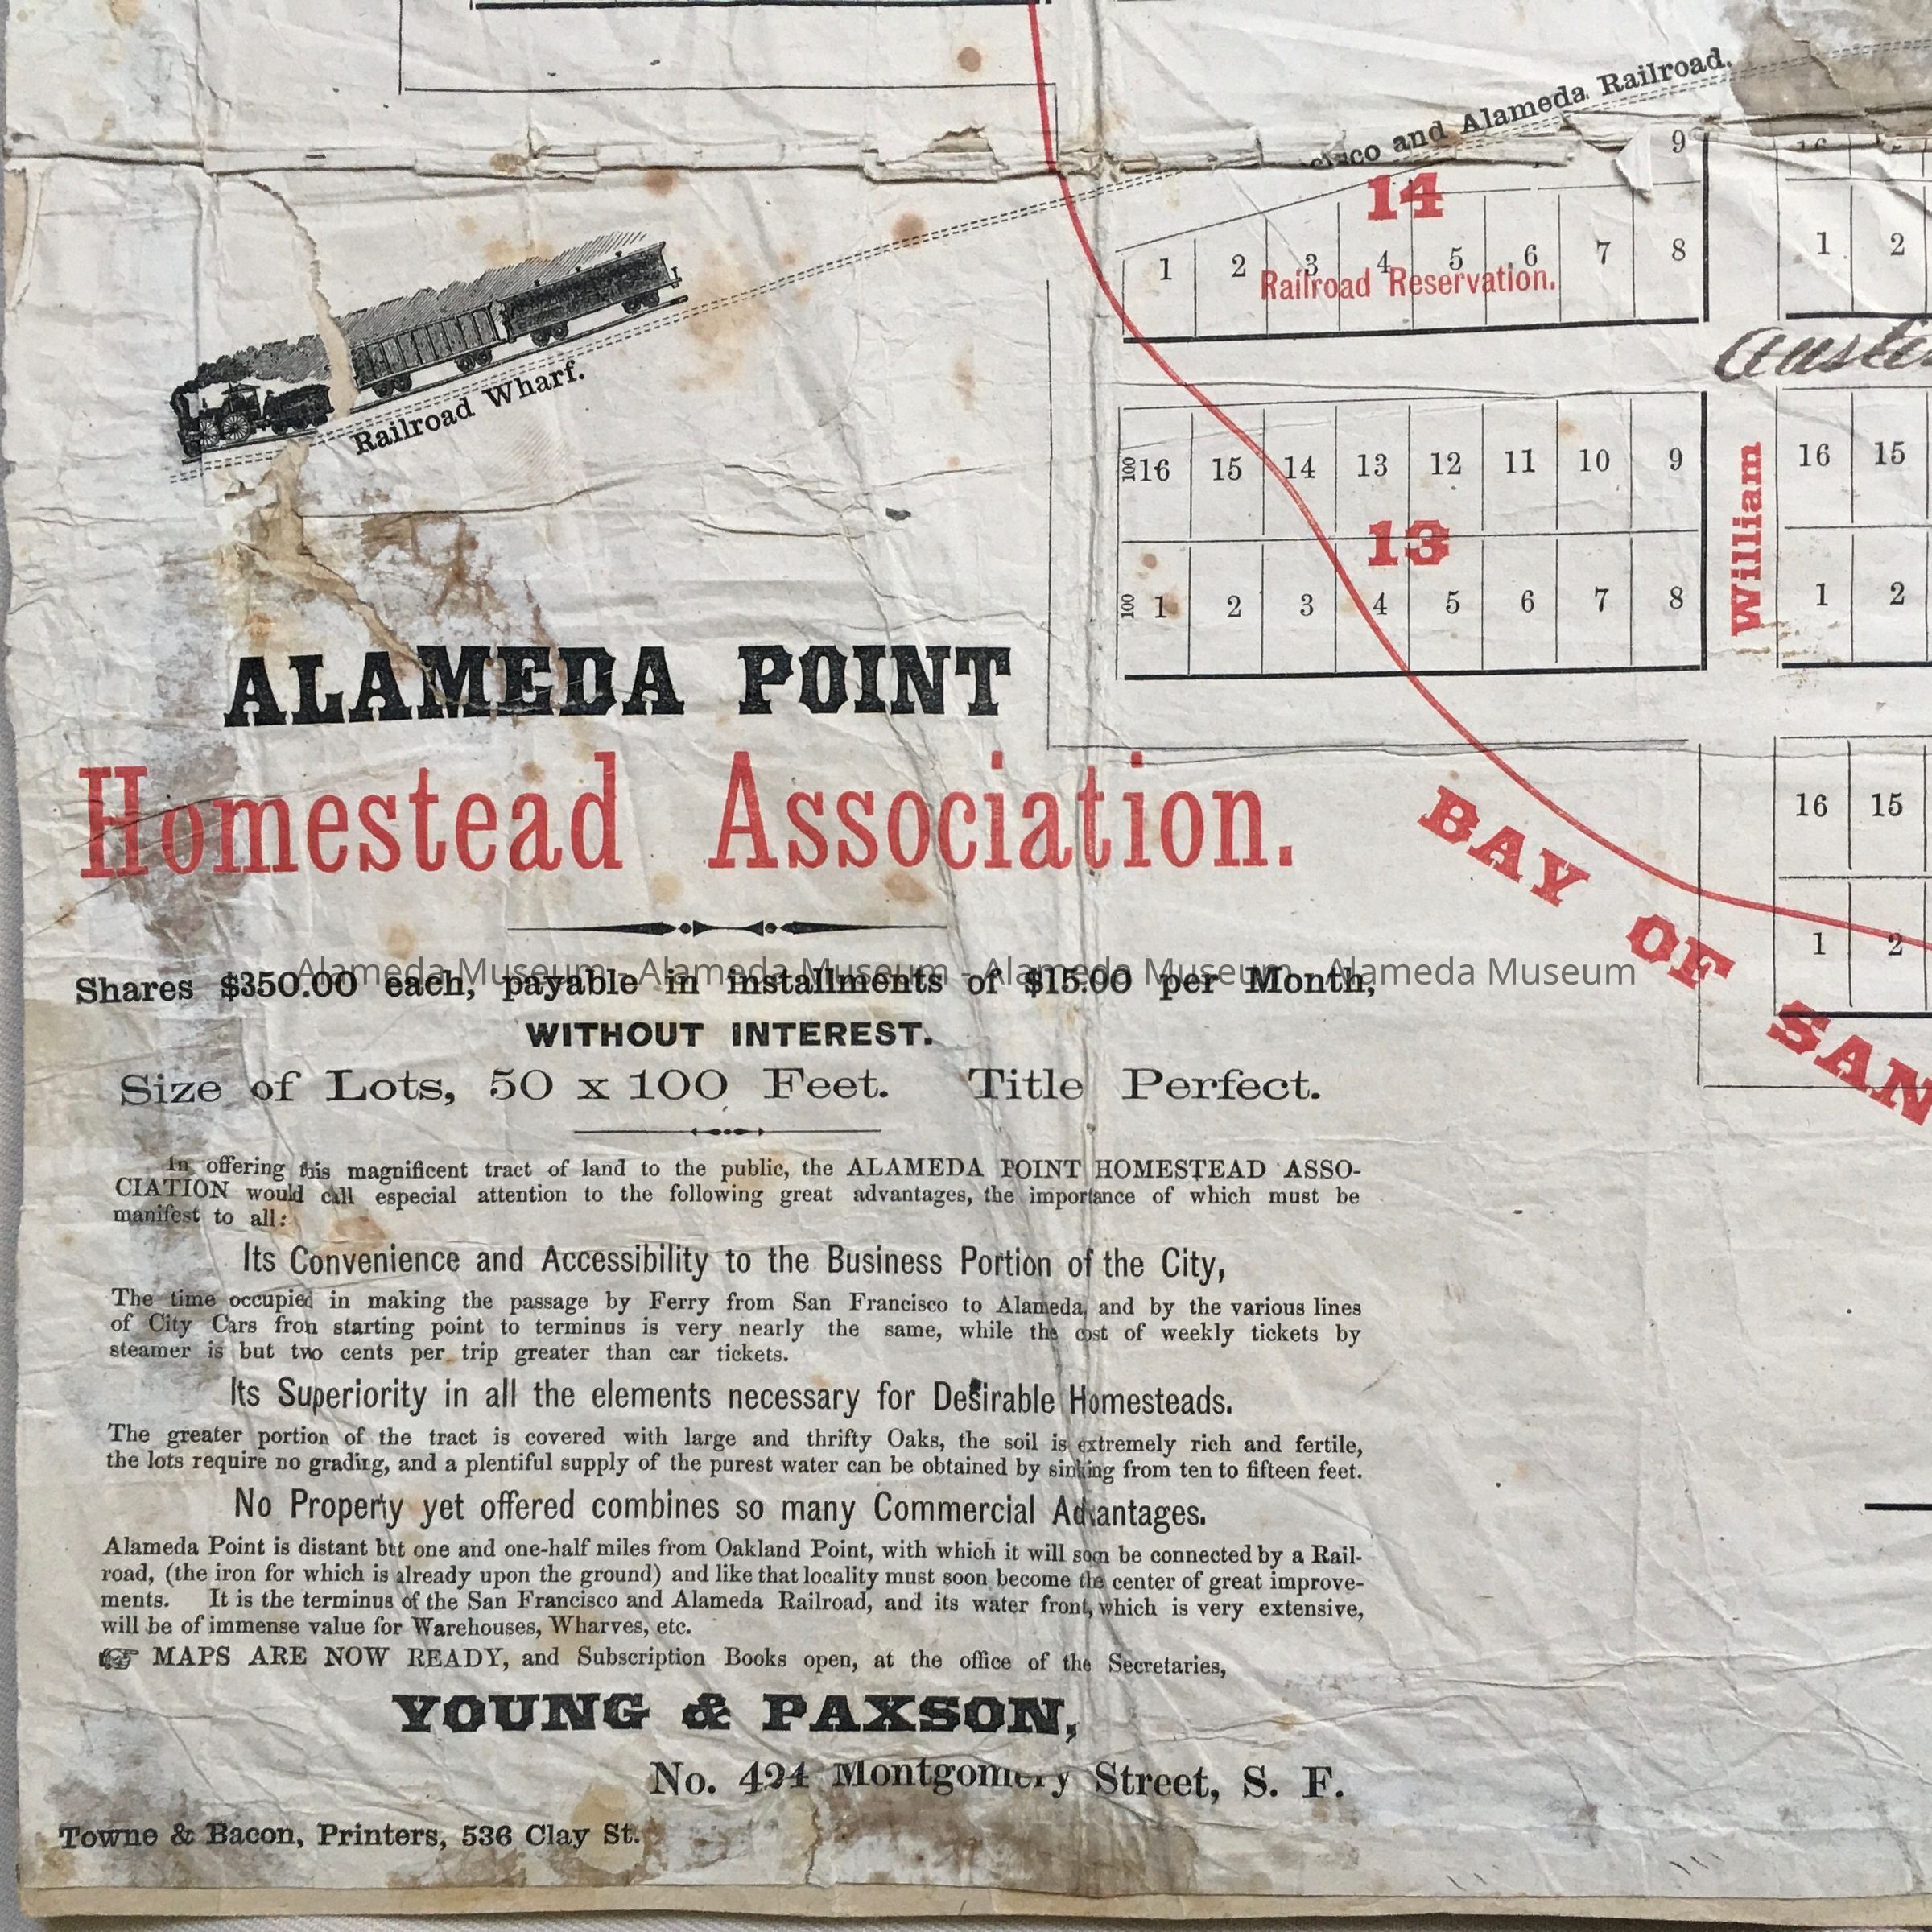 cisco and Alameda Railroad.
9
14
1 2 3 4 5 6 7 8
Railroad Reservation.
1 2
Railroad Wharf.
100 16 15 14 13 12 11 10 9
13
100 1 2 3 4 5 6 7 8
William
16 15
1 2
ALAMEDA POINT
Homestead Association.
BAY OF SAN
16 15
1 2
Alameda Museum - Alameda Museum - Alameda Museum - Alameda Museum
Shares $350.00 each, payable in installments of $15.00 per Month,
WITHOUT INTEREST.
Size of Lots, 50 x 100 Feet. Title Perfect.
In offering this magnificent tract of land to the public, the ALAMEDA POINT HOMESTEAD ASSO-
CIATION would call especial attention to the following great advantages, the importance of which must be
manifest to all:
Its Convenience and Accessibility to the Business Portion of the City,
The time occupied in making the passage by Ferry from San Francisco to Alameda, and by the various lines
of City Cars from starting point to terminus is very nearly the same, while the cost of weekly tickets by
steamer is but two cents per trip greater than car tickets.
Its Superiority in all the elements necessary for Desirable Homesteads.
The greater portion of the tract is covered with large and thrifty Oaks, the soil is extremely rich and fertile,
the lots require no grading, and a plentiful supply of the purest water can be obtained by sinking from ten to fifteen feet.
No Property yet offered combines so many Commercial Advantages.
Alameda Point is distant but one and one-half miles from Oakland Point, with which it will soon be connected by a Rail-
road, (the iron for which is already upon the ground) and like that locality must soon become the center of great improve-
ments. It is the terminus of the San Francisco and Alameda Railroad, and its water front, which is very extensive,
will be of immense value for Warehouses, Wharves, etc.
☞ MAPS ARE NOW READY, and Subscription Books open, at the office of the Secretaries,
YOUNG & PAXSON,
No. 424 Montgomery Street, S. F.
Towne & Bacon, Printers, 536 Clay St.